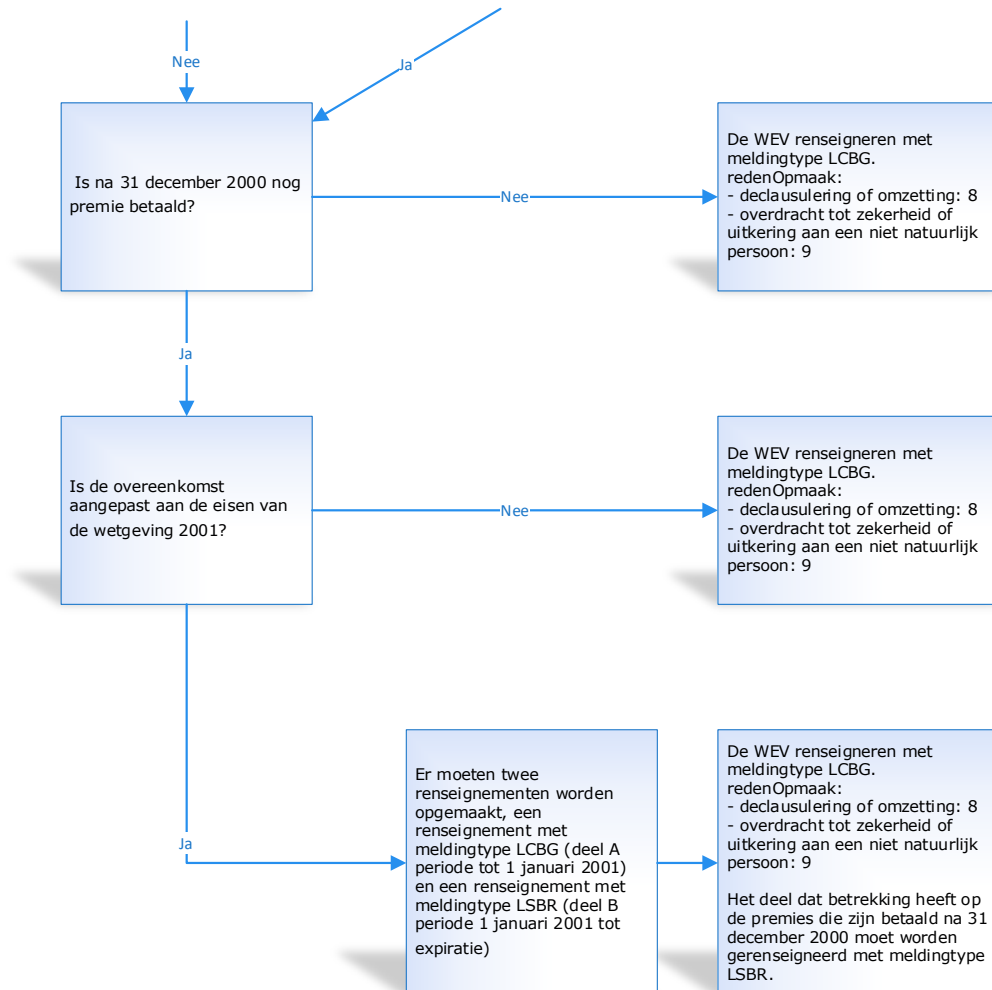 Nee
Ja
Is na 31 december 2000 nog
premie betaald?
Nee
De WEV renseigneren met
meldingtype LCBG.
redenOpmaak:
- declausulering of omzetting: 8
- overdracht tot zekerheid of
uitkering aan een niet natuurlijk
persoon: 9
Ja
Is de overeenkomst
aangepast aan de eisen van
de wetgeving 2001?
Nee
De WEV renseigneren met
meldingtype LCBG.
redenOpmaak:
- declausulering of omzetting: 8
- overdracht tot zekerheid of
uitkering aan een niet natuurlijk
persoon: 9
Ja
Er moeten twee
renseignementen worden
opgemaakt, een
renseignement met
meldingtype LCBG (deel A
periode tot 1 januari 2001)
en een renseignement met
meldingtype LSBR (deel B
periode 1 januari 2001 tot
expiratie)
De WEV renseigneren met
meldingtype LCBG.
redenOpmaak:
- declausulering of omzetting: 8
- overdracht tot zekerheid of
uitkering aan een niet natuurlijk
persoon: 9
Het deel dat betrekking heeft op
de premies die zijn betaald na 31
december 2000 moet worden
gerenseigneerd met meldingtype
LSBR.